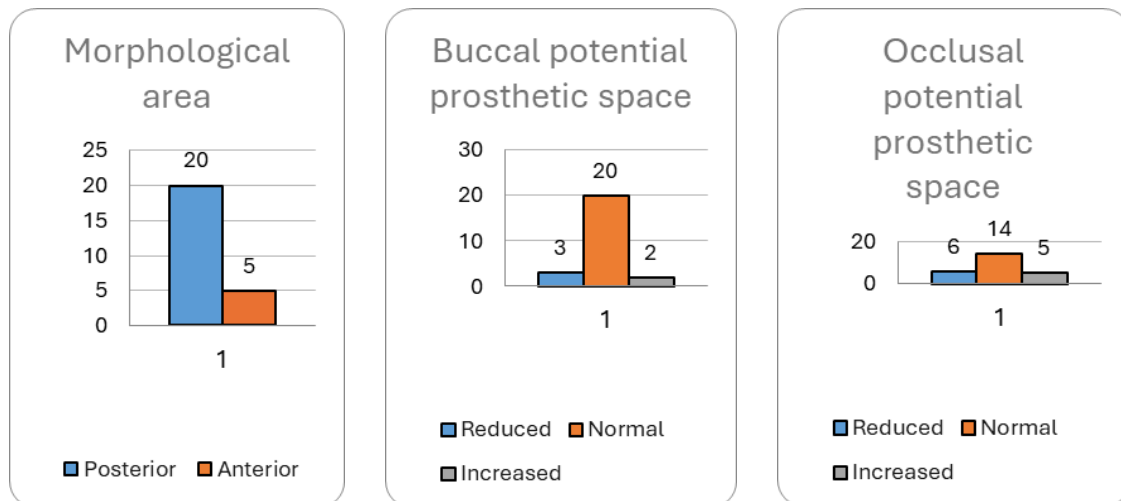 Morphological
area
25
20
15
10
5
0
20
5
1
Posterior Anterior
Buccal potential
prosthetic space
30
20
10
0
3
20
2
1
Reduced Normal
Increased
Occlusal
potential
prosthetic
space
20
0
6
14
5
1
Reduced Normal
Increased